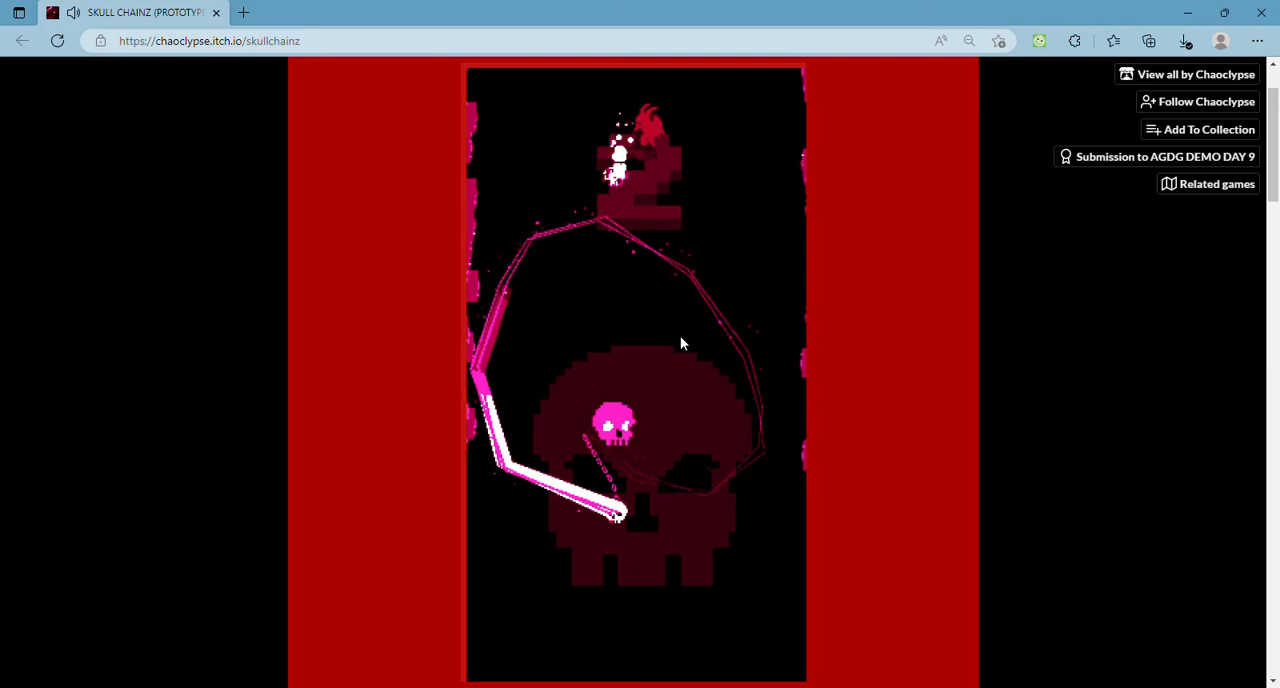 SKULL CHAINZ (PROTOTYPE
https://chaoclypse.itch.io/skullchainz
View all by Chaoclypse
Follow Chaoclypse
Add To Collection
Submission to AGDG DEMO DAY 9
Related games
2